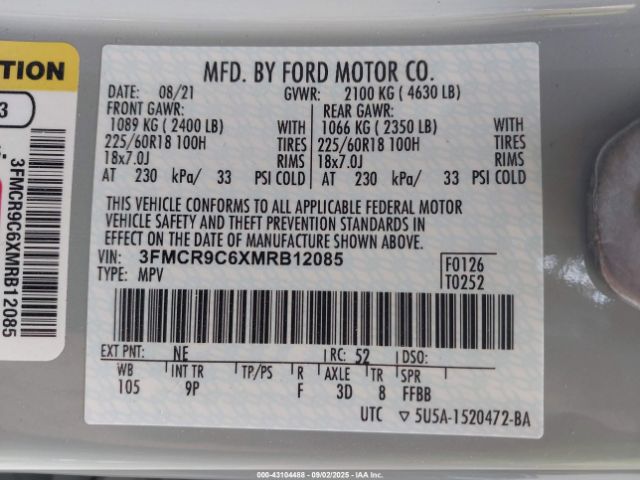 TION
3
3FMCR9C6XMRB12085
MFD. BY FORD MOTOR CO.
DATE: 08/21 GVWR: 2100 KG ( 4630 LB)
FRONT GAWR: REAR GAWR:
1089 KG ( 2400 LB) WITH 1066 KG ( 2350 LB) WITH
225/60R18 100H TIRES 225/60R18 100H TIRES
18x7.0J RIMS 18x7.0J RIMS
AT 230 kPa/ 33 PSI COLD AT 230 kPa/ 33 PSI COLD
THIS VEHICLE CONFORMS TO ALL APPLICABLE FEDERAL MOTOR
VEHICLE SAFETY AND THEFT PREVENTION STANDARDS IN
EFFECT ON THE DATE OF MANUFACTURE SHOWN ABOVE.
VIN: 3FMCR9C6XMRB12085 F0126
TYPE: MPV T0252
EXT PNT: NE RC: 52 DSO:
WB INT TR TP/PS R AXLE TR SPR
105 9P F 3D 8 FFBB
UTC ▽ 5U5A-1520472-BA
000-43104488 - 09/02/2025 - IAAI.COM